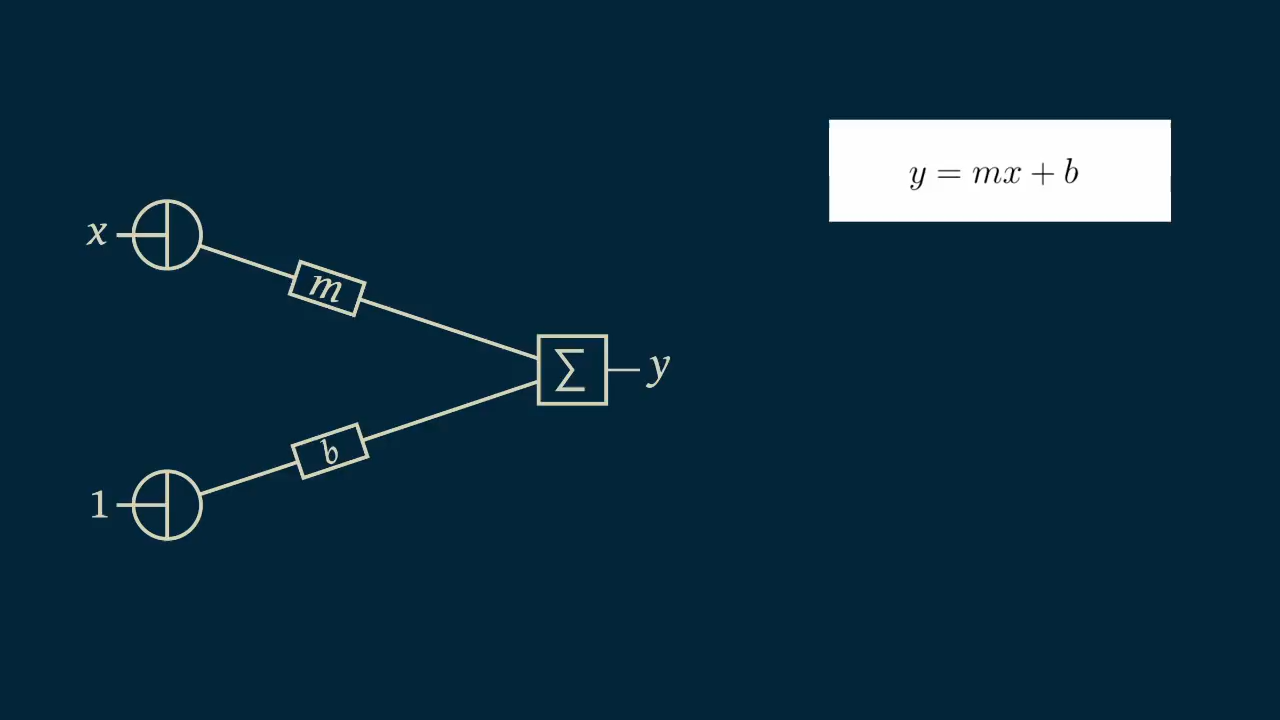 y = mx + b
x
m
Σ
y
b
1